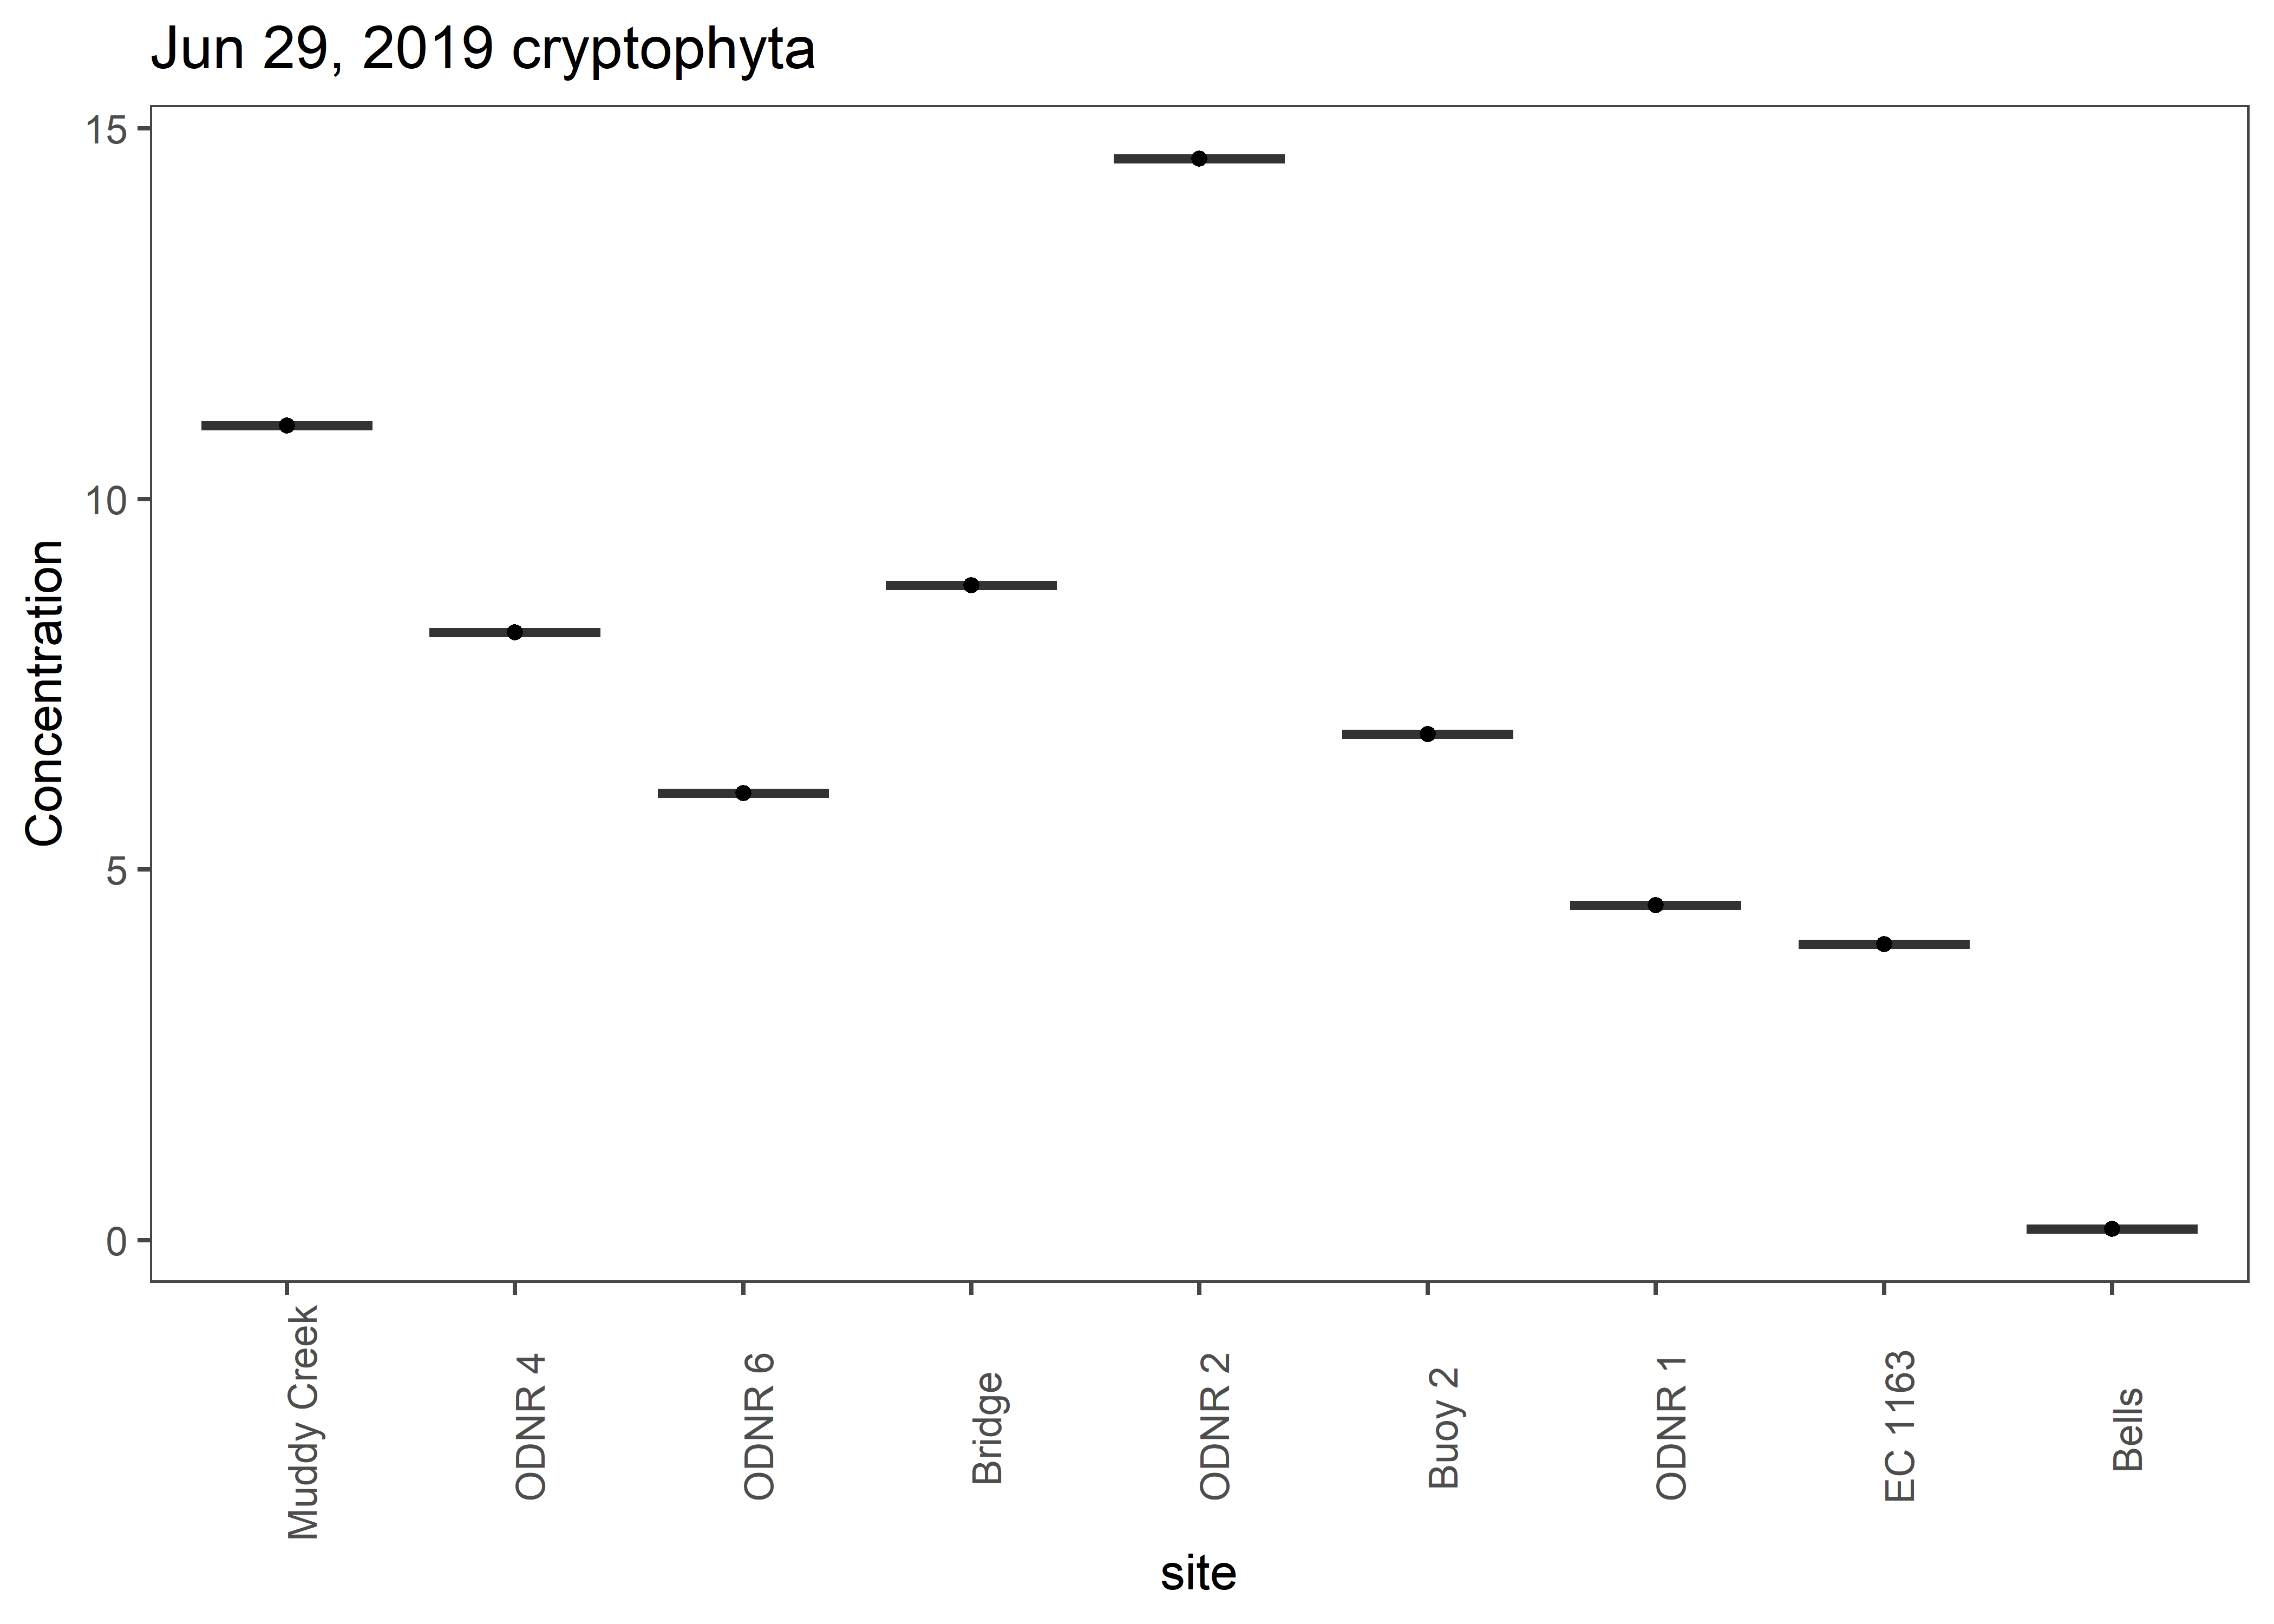 Jun 29, 2019 cryptophyta
15
10
5
0
Concentration
Muddy Creek
ODNR 4
ODNR 6
Bridge
ODNR 2
Buoy 2
ODNR 1
EC 1163
Bells
site